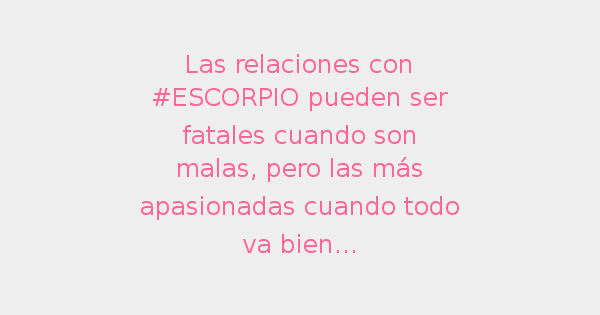 Las relaciones con
#ESCORPIO pueden ser
fatales cuando son
malas, pero las más
apasionadas cuando todo
va bien...